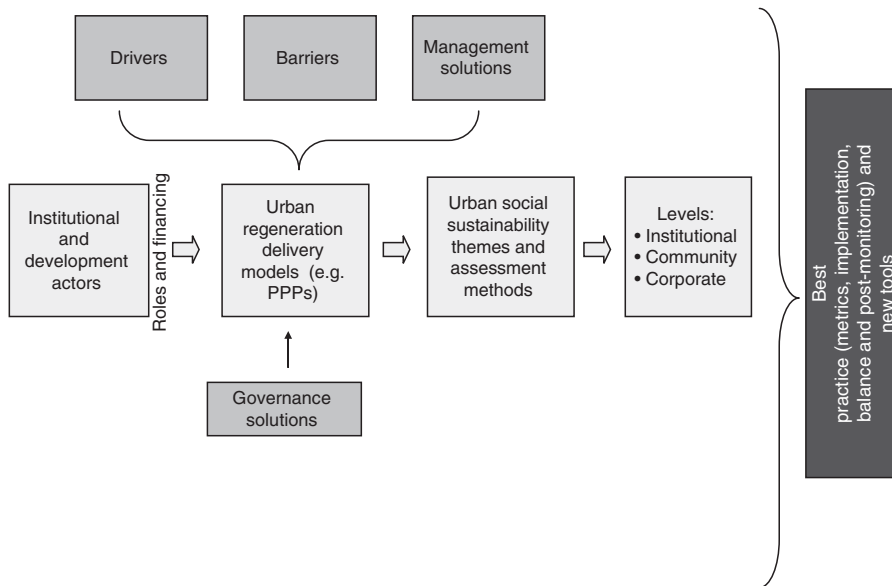 Drivers
Barriers
Management
solutions
Institutional
and
development
actors
Roles and financing
Urban
regeneration
delivery
models (e.g.
PPPs)
Urban social
sustainability
themes and
assessment
methods
Levels:
• Institutional
• Community
• Corporate
Governance
solutions
Best
practice (metrics, implementation,
balance and post-monitoring) and
new tools